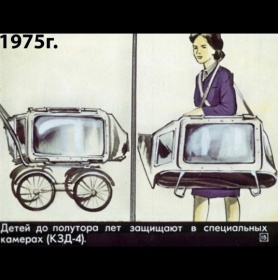 1975г.
Детей до полутора лет защищают в специальных
камерах (КЗД-4).